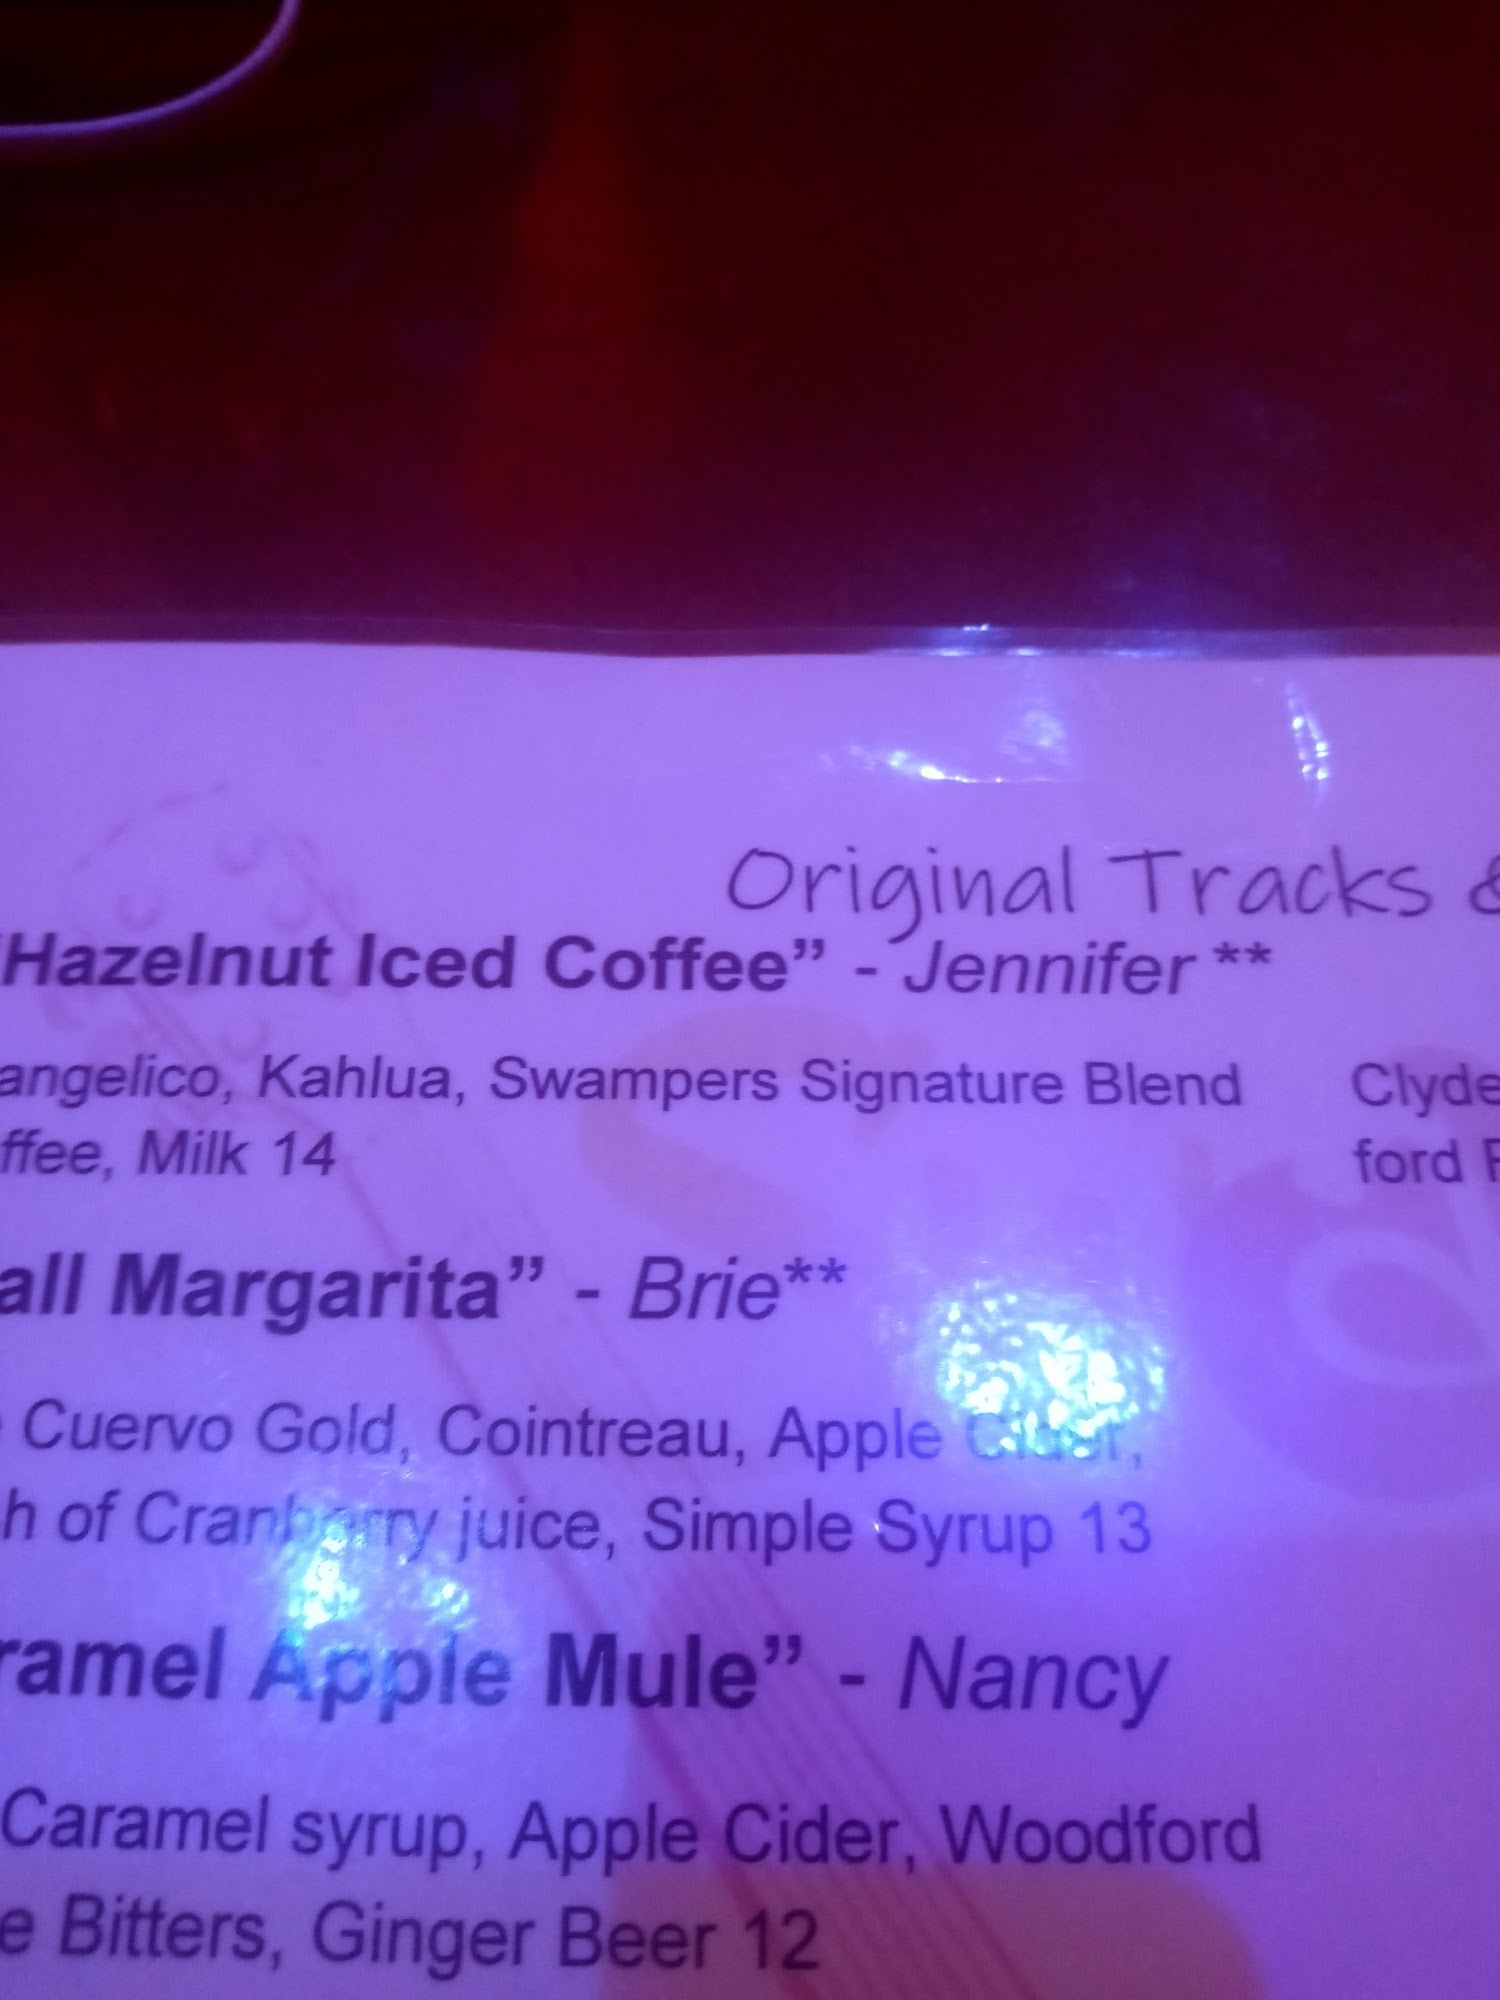 Original Tracks &
"Hazelnut Iced Coffee" - Jennifer **
angelico, Kahlua, Swampers Signature Blend
ffee, Milk 14
Clyde
ford
all Margarita" - Brie**
Cuervo Gold, Cointreau, Apple Cider,
h of Cranberry juice, Simple Syrup 13
ramel Apple Mule" - Nancy
Caramel syrup, Apple Cider, Woodford
e Bitters, Ginger Beer 12